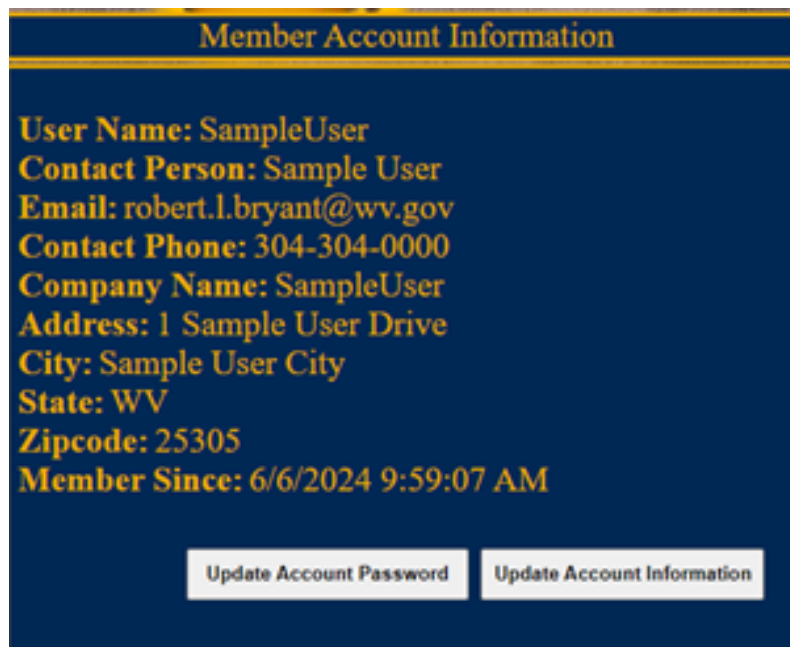 Member Account Information
User Name: SampleUser
Contact Person: Sample User
Email: robert.l.bryant@wv.gov
Contact Phone: 304-304-0000
Company Name: SampleUser
Address: 1 Sample User Drive
City: Sample User City
State: WV
Zipcode: 25305
Member Since: 6/6/2024 9:59:07 AM
Update Account Password Update Account Information